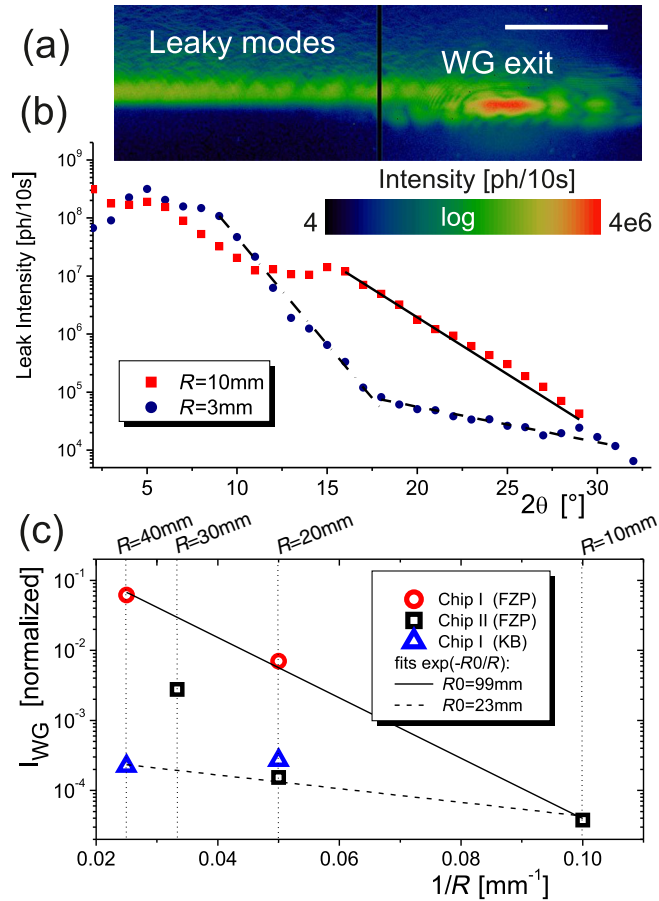 (a)
Leaky modes
WG exit
(b)
Intensity [ph/10s]
4
log
4e6
Leak Intensity [ph/10s]
10⁹
10⁸
10⁷
10⁶
10⁵
10⁴
R=10mm
R=3mm
5 10 15 20 25 30
2θ [°]
(c)
R=40mm
R=30mm
R=20mm
R=10mm
I_WG [normalized]
10⁻¹
10⁻²
10⁻³
10⁻⁴
Chip I (FZP)
Chip II (FZP)
Chip I (KB)
fits exp(-R0/R):
R0=99mm
R0=23mm
0.02 0.04 0.06 0.08 0.10
1/R [mm⁻¹]